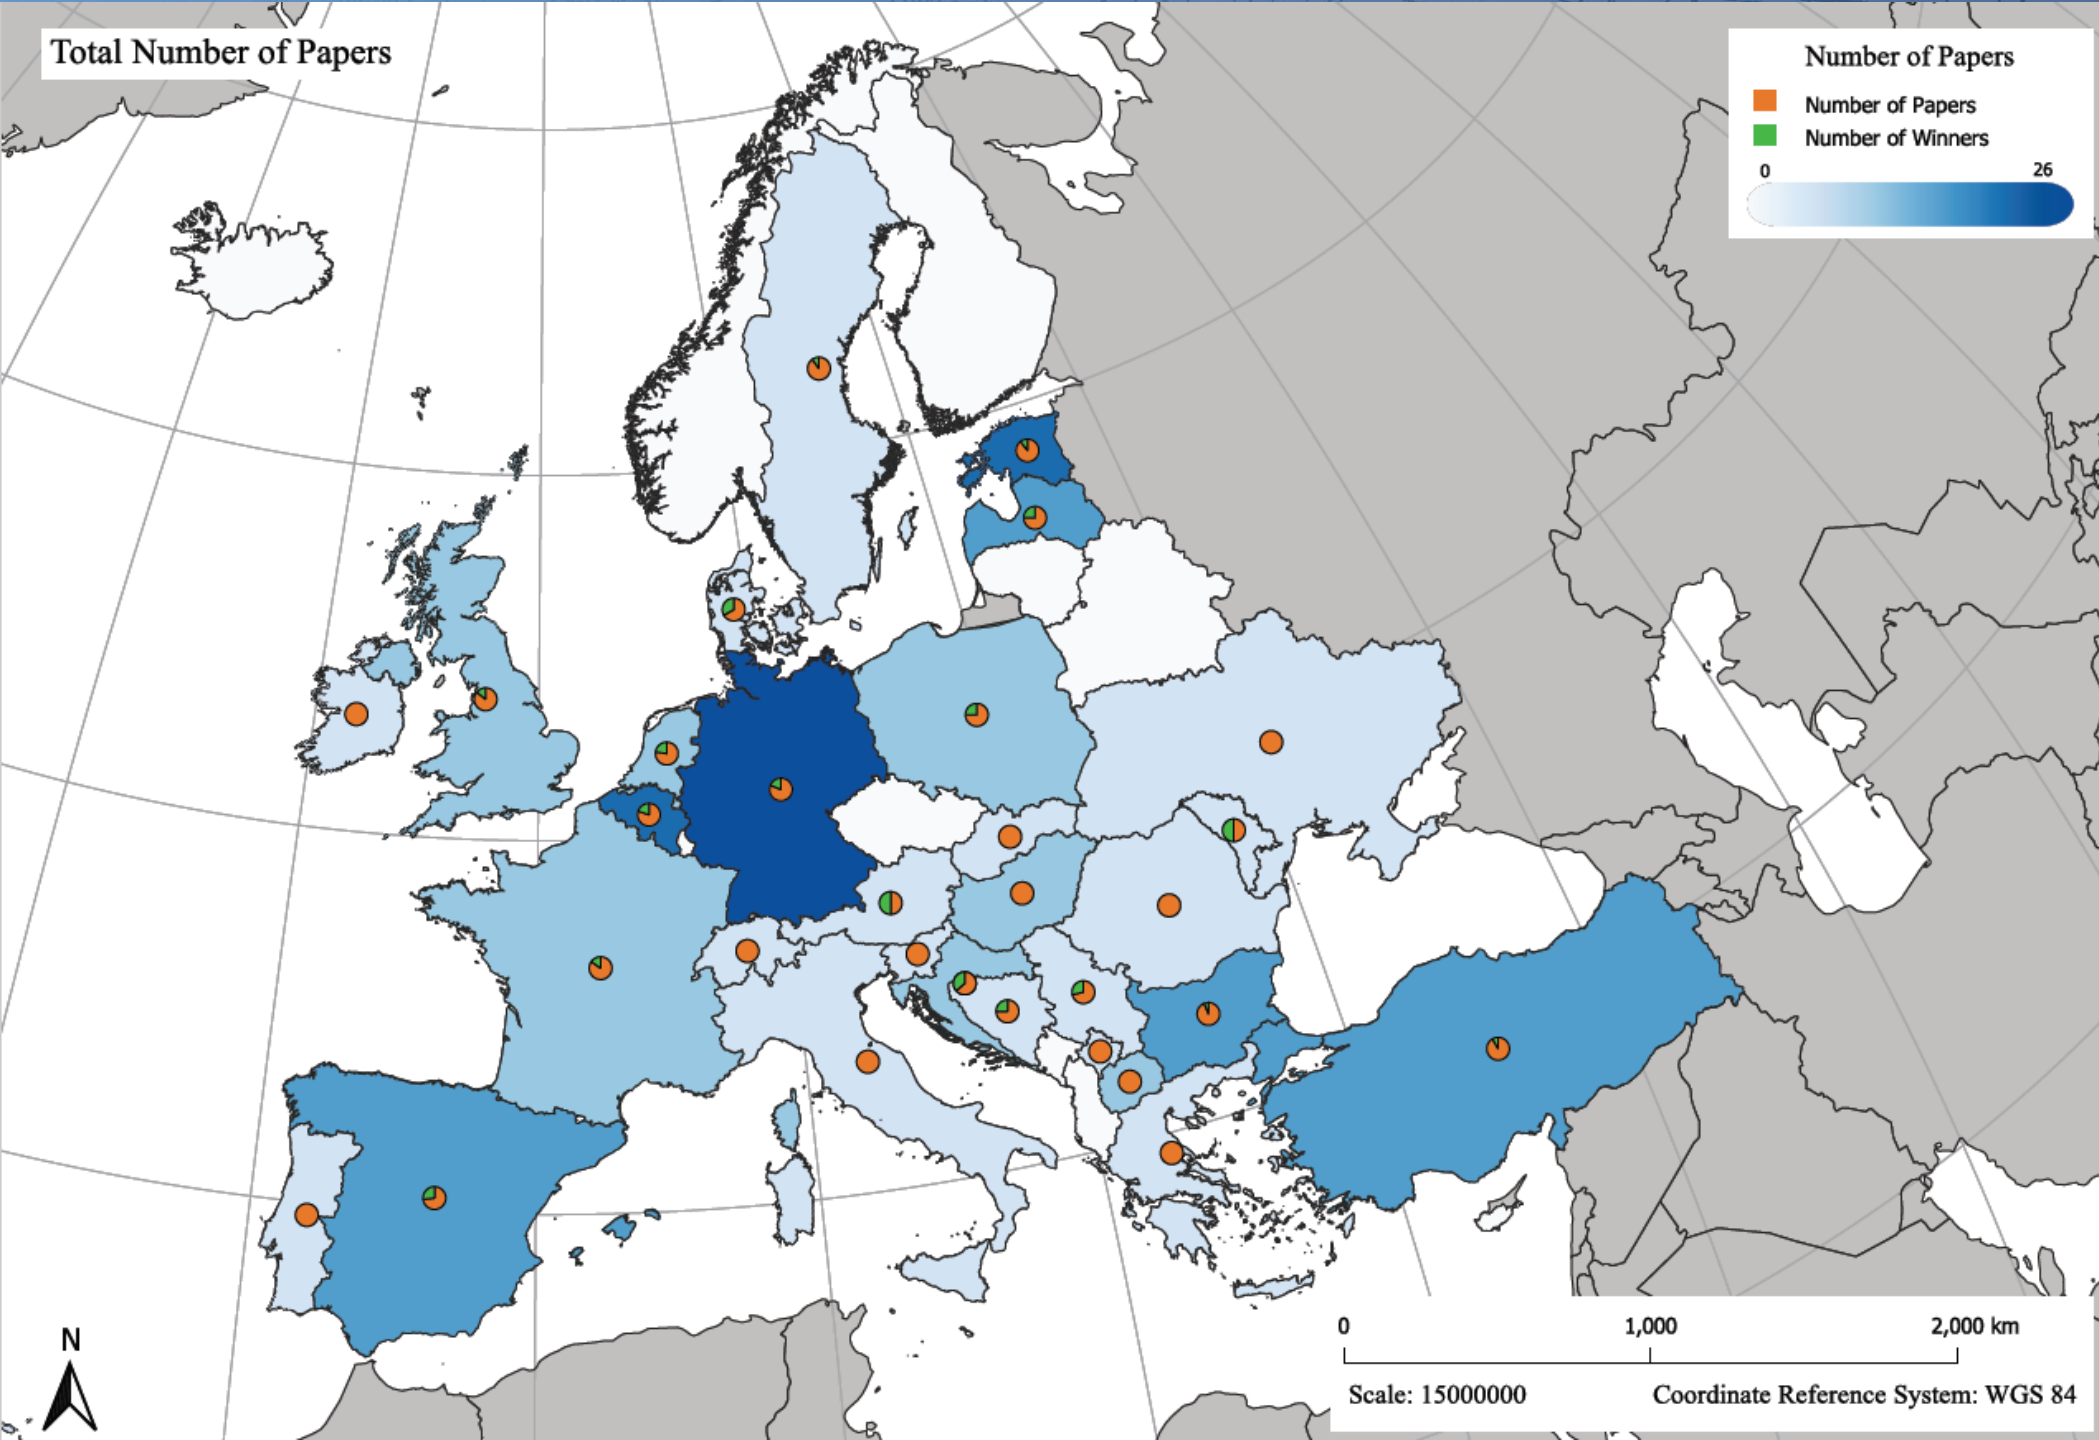 Total Number of Papers
Number of Papers
Number of Papers
Number of Winners
0 26
N
0 1,000 2,000 km
Scale: 15000000 Coordinate Reference System: WGS 84